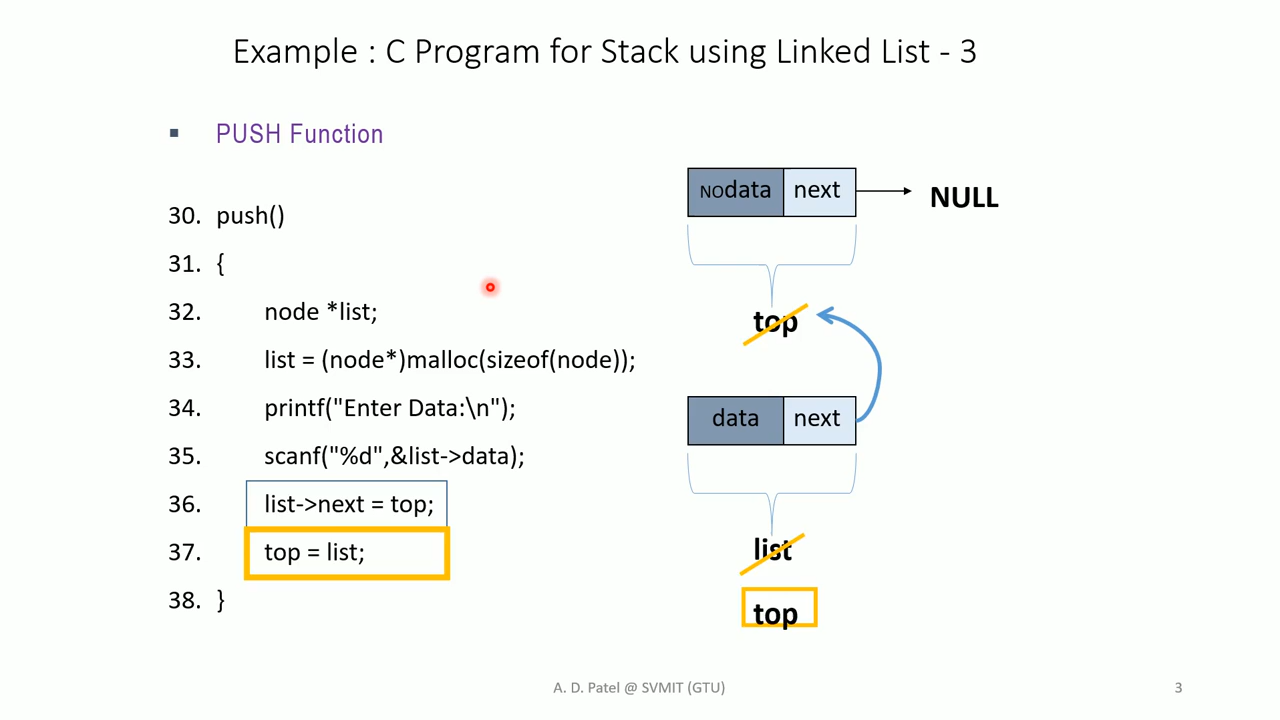 Example : C Program for Stack using Linked List - 3
▪ PUSH Function
30. push()
31. {
32. node *list;
33. list = (node*)malloc(sizeof(node));
34. printf("Enter Data:\n");
35. scanf("%d",&list->data);
36. list->next = top;
37. top = list;
38. }
NOdata next NULL
top
data next
list
top
A. D. Patel @ SVMIT (GTU) 3